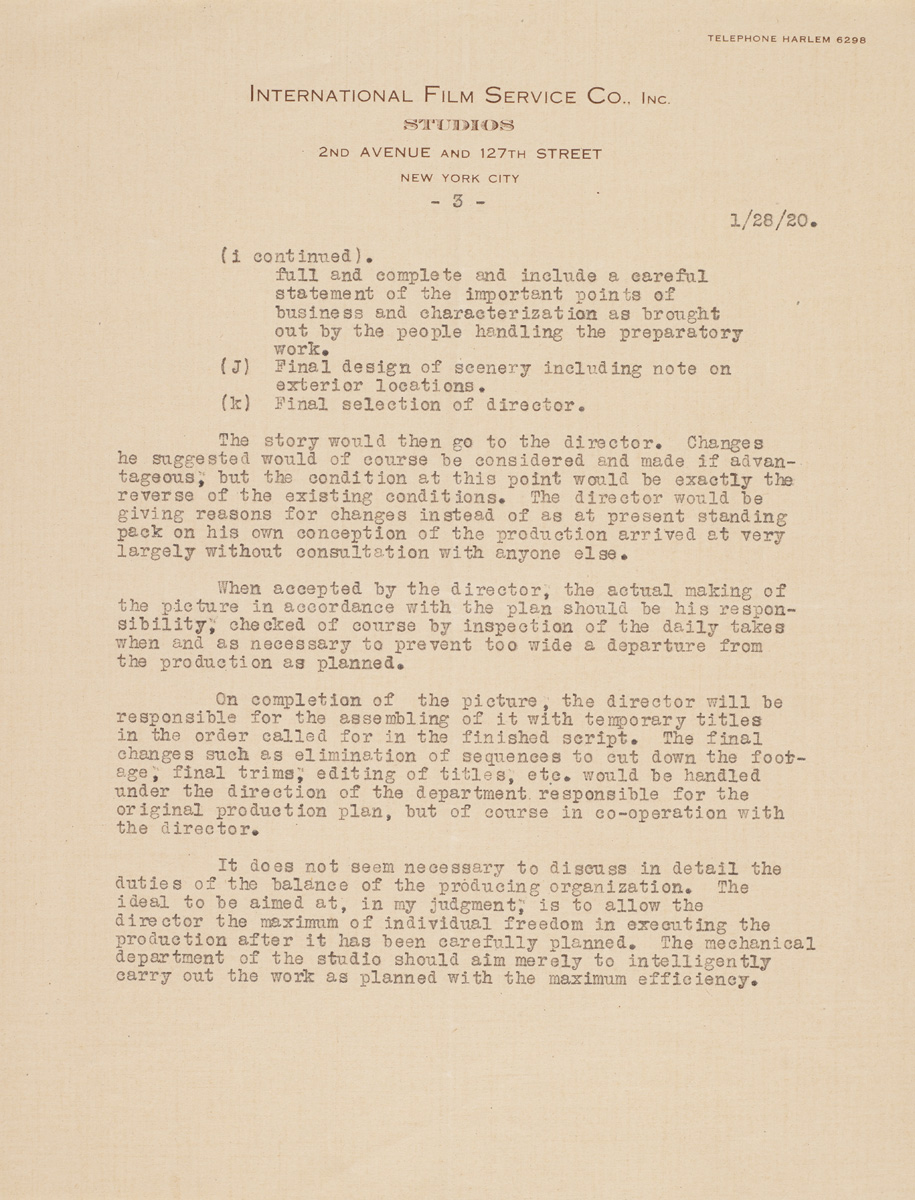 TELEPHONE HARLEM 6298
INTERNATIONAL FILM SERVICE CO., INC.
STUDIOS
2ND AVENUE AND 127TH STREET
NEW YORK CITY
- 3 -
1/28/20.
(i continued).
full and complete and include a careful
statement of the important points of
business and characterization as brought
out by the people handling the preparatory
work.
(J) Final design of scenery including note on
exterior locations.
(k) Final selection of director.
The story would then go to the director. Changes
he suggested would of course be considered and made if advan-
tageous, but the condition at this point would be exactly the
reverse of the existing conditions. The director would be
giving reasons for changes instead of as at present standing
pack on his own conception of the production arrived at very
largely without consultation with anyone else.
When accepted by the director, the actual making of
the picture in accordance with the plan should be his respon-
sibility, checked of course by inspection of the daily takes
when and as necessary to prevent too wide a departure from
the production as planned.
On completion of the picture, the director will be
responsible for the assembling of it with temporary titles
in the order called for in the finished script. The final
changes such as elimination of sequences to cut down the foot-
age, final trims, editing of titles, etc. would be handled
under the direction of the department responsible for the
original production plan, but of course in co-operation with
the director.
It does not seem necessary to discuss in detail the
duties of the balance of the producing organization. The
ideal to be aimed at, in my judgment, is to allow the
director the maximum of individual freedom in executing the
production after it has been carefully planned. The mechanical
department of the studio should aim merely to intelligently
carry out the work as planned with the maximum efficiency.